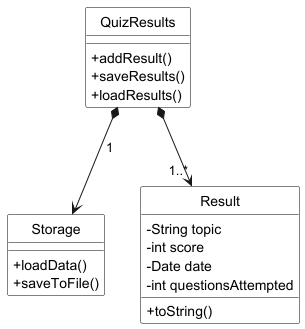 QuizResults
+addResult()
+saveResults()
+loadResults()
1
1..*
Storage
+loadData()
+saveToFile()
Result
-String topic
-int score
-Date date
-int questionsAttempted
+toString()